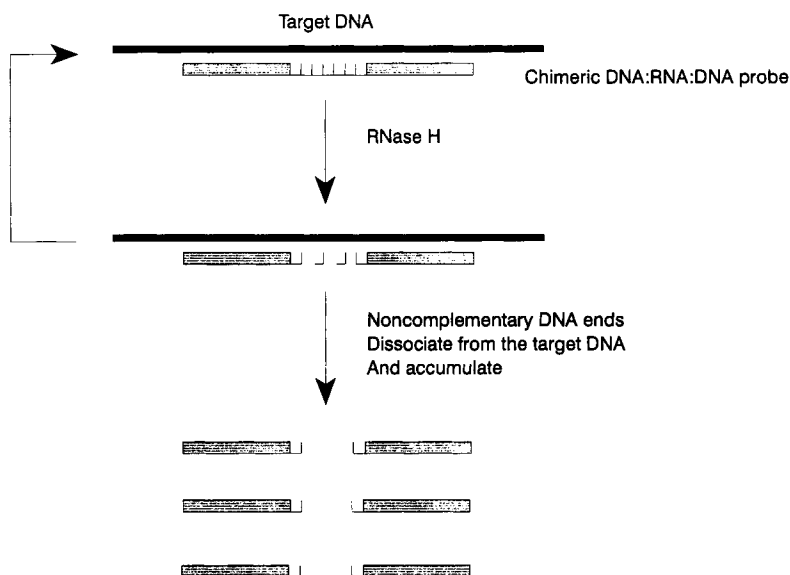 Target DNA
Chimeric DNA:RNA:DNA probe
RNase H
Noncomplementary DNA ends
Dissociate from the target DNA
And accumulate